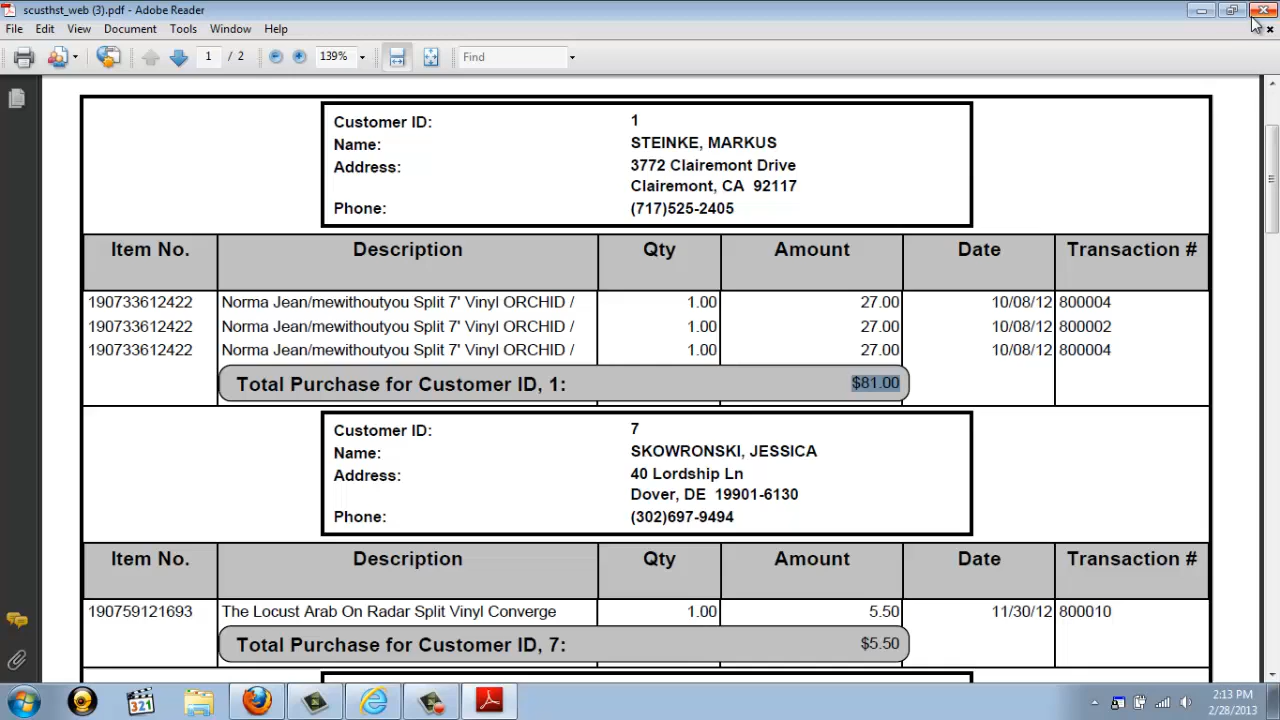 scusthst_web (3).pdf - Adobe Reader
File Edit View Document Tools Window Help
1 / 2 139% Find
Customer ID: 1
Name: STEINKE, MARKUS
Address: 3772 Clairemont Drive
Clairemont, CA 92117
Phone: (717)525-2405
Item No. Description Qty Amount Date Transaction #
190733612422 Norma Jean/mewithoutyou Split 7' Vinyl ORCHID / 1.00 27.00 10/08/12 800004
190733612422 Norma Jean/mewithoutyou Split 7' Vinyl ORCHID / 1.00 27.00 10/08/12 800002
190733612422 Norma Jean/mewithoutyou Split 7' Vinyl ORCHID / 1.00 27.00 10/08/12 800004
Total Purchase for Customer ID, 1: $81.00
Customer ID: 7
Name: SKOWRONSKI, JESSICA
Address: 40 Lordship Ln
Dover, DE 19901-6130
Phone: (302)697-9494
Item No. Description Qty Amount Date Transaction #
190759121693 The Locust Arab On Radar Split Vinyl Converge 1.00 5.50 11/30/12 800010
Total Purchase for Customer ID, 7: $5.50
321
2:13 PM
2/28/2013